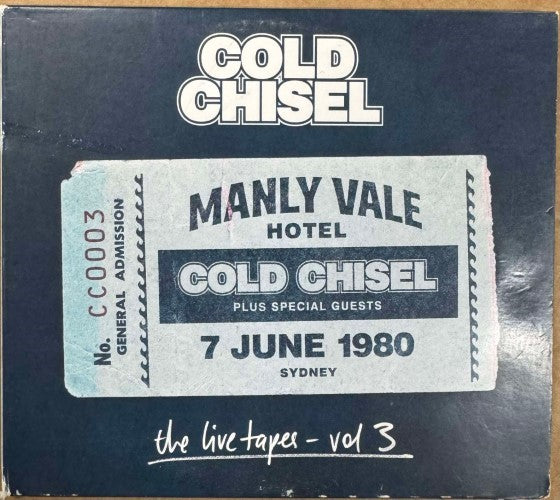 COLD
CHISEL
No. CC0003
GENERAL ADMISSION
MANLY VALE
HOTEL
COLD CHISEL
PLUS SPECIAL GUESTS
7 JUNE 1980
SYDNEY
the live tapes - vol 3